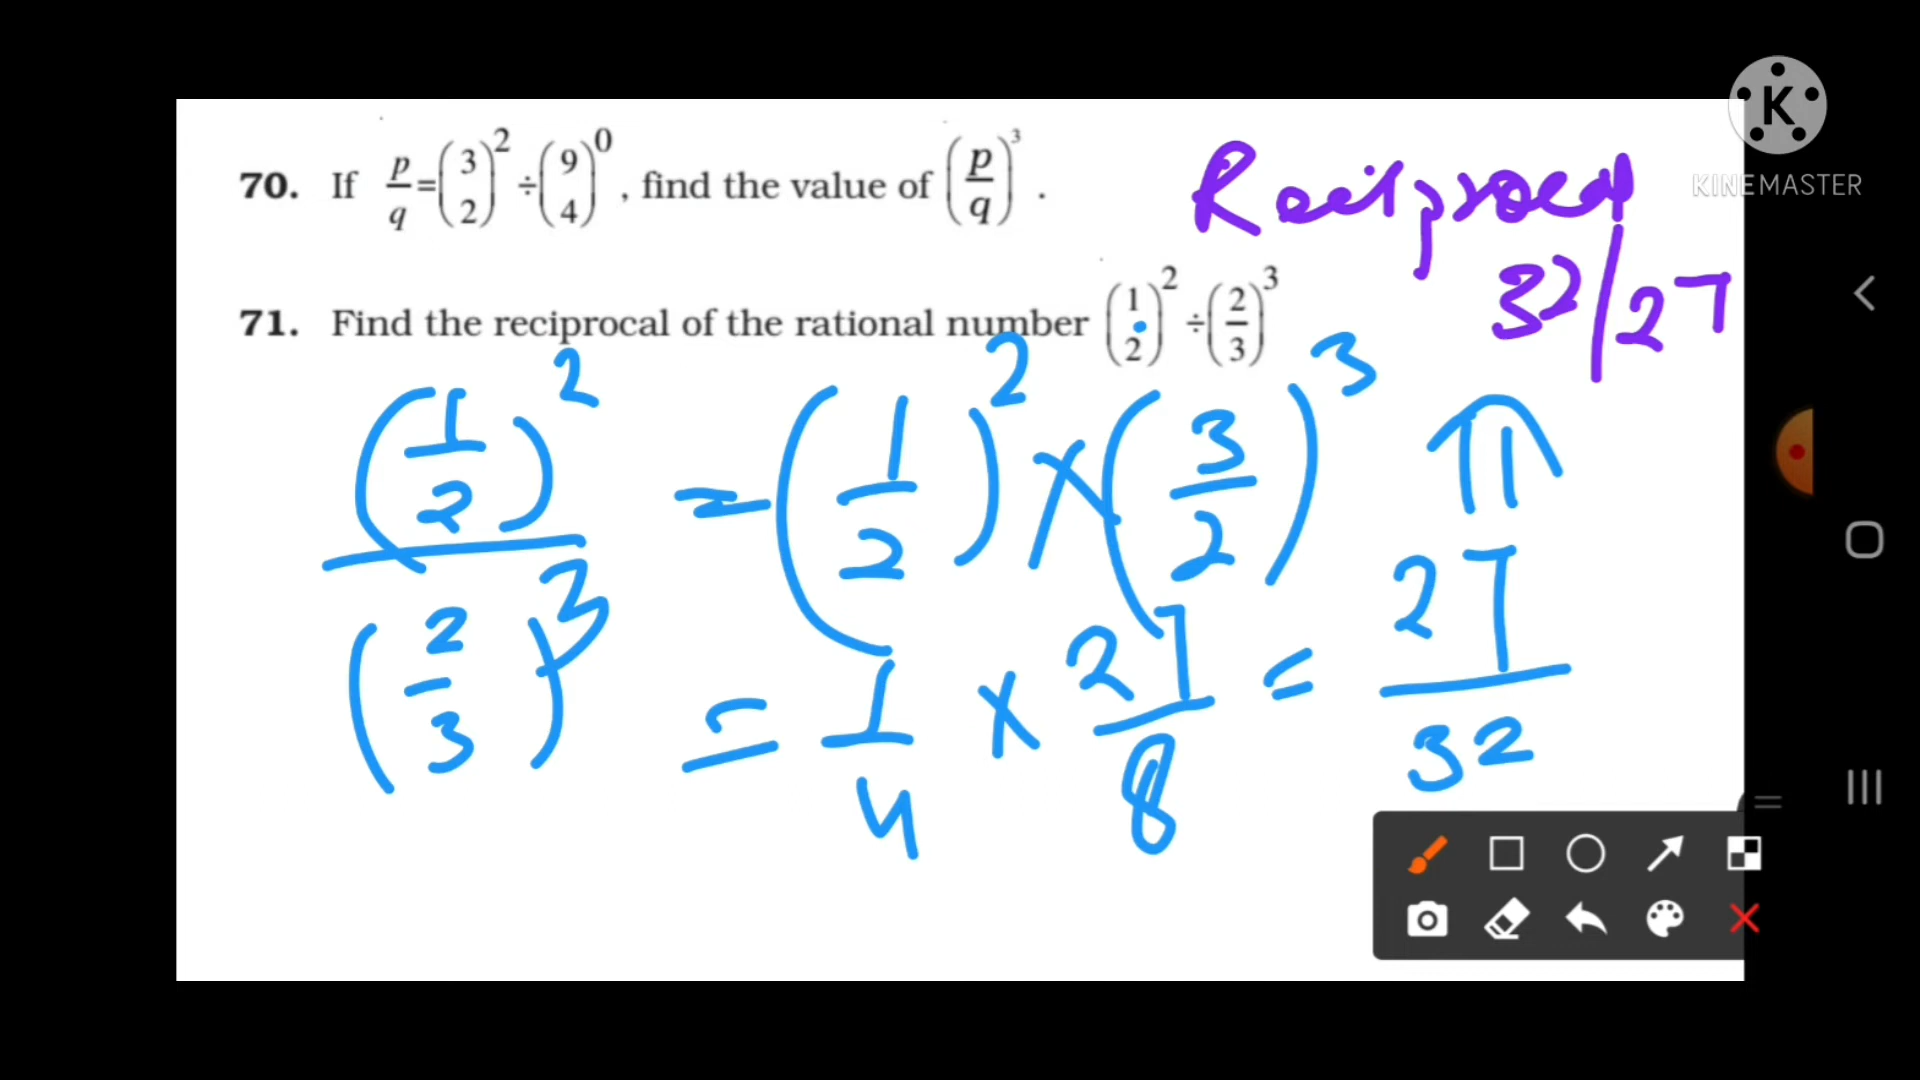 70. If p/q = (3/2)² ÷ (9/4)⁰, find the value of (p/q)³.
Reciprocal
KINEMASTER
32/27
71. Find the reciprocal of the rational number (1/2)² ÷ (2/3)³
(1/2)² / (2/3)³ = (1/2)² × (3/2)³
= 1/4 × 27/8 = 27/32